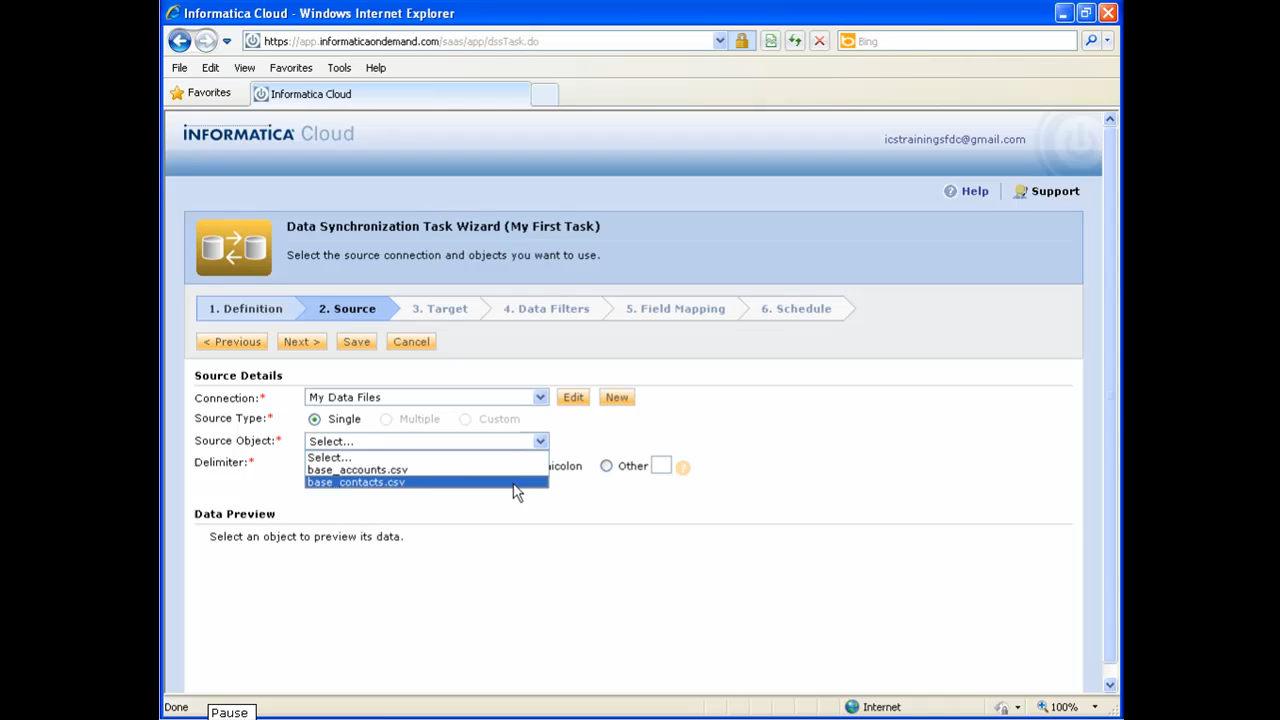 Informatica Cloud - Windows Internet Explorer
https://app.informaticaondemand.com/saas/app/dssTask.do
Bing
File Edit View Favorites Tools Help
Favorites
Informatica Cloud
INFORMATICA Cloud
icstrainingsfdc@gmail.com
Help Support
Data Synchronization Task Wizard (My First Task)
Select the source connection and objects you want to use.
1. Definition 2. Source 3. Target 4. Data Filters 5. Field Mapping 6. Schedule
< Previous Next > Save Cancel
Source Details
Connection:* My Data Files Edit New
Source Type:* Single Multiple Custom
Source Object:* Select...
Select...
base_accounts.csv
Delimiter:* Other ?
base_contacts.csv
Data Preview
Select an object to preview its data.
Done Internet 100%
Pause